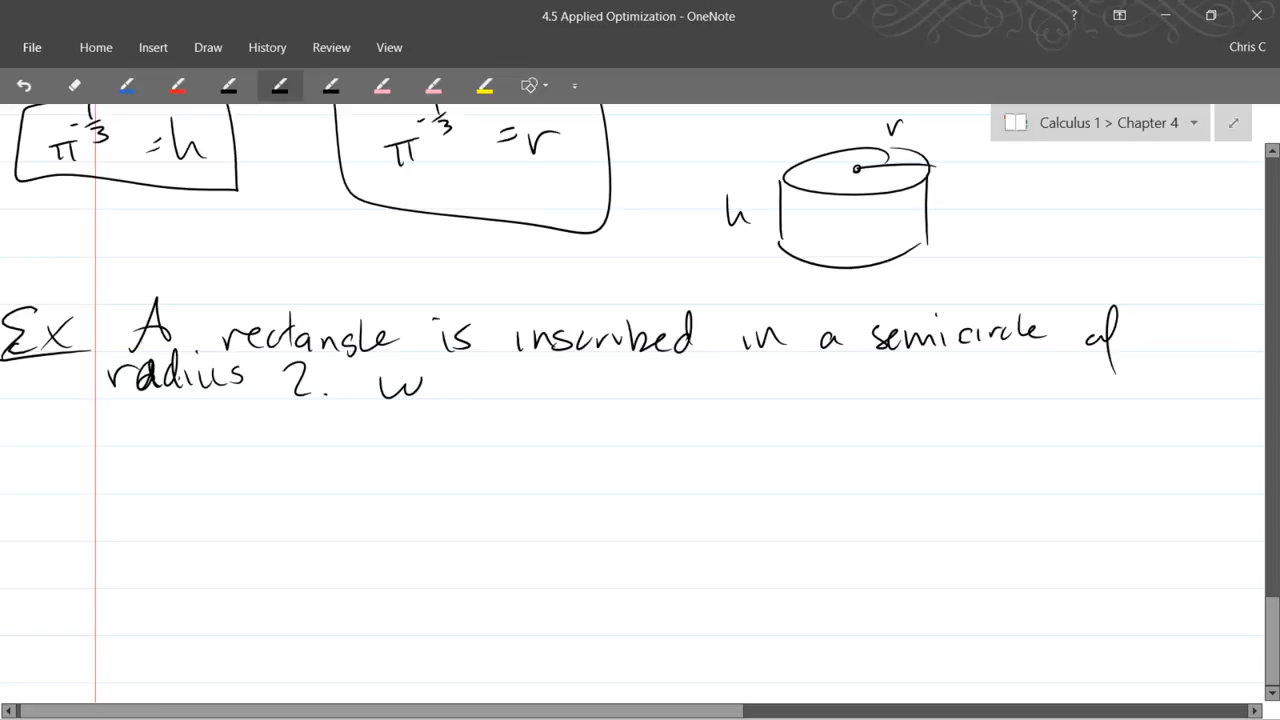 4.5 Applied Optimization - OneNote
?
File Home Insert Draw History Review View
Chris C
Calculus 1 > Chapter 4
π^(-1/3) = h
π^(-1/3) = r
r
h
Ex A rectangle is inscribed in a semicircle of
radius 2. w